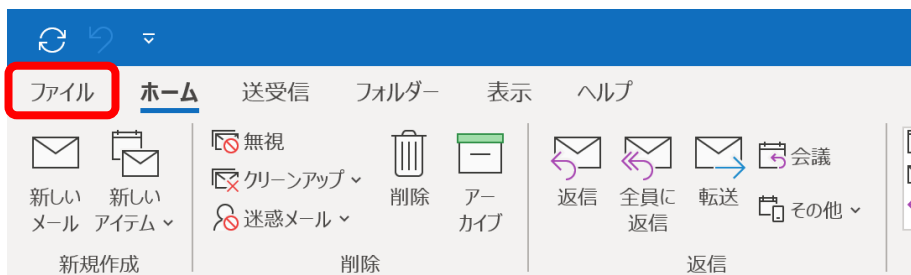 ファイル ホーム 送受信 フォルダー 表示 ヘルプ
新しい
メール
新しい
アイテム
無視
クリーンアップ
迷惑メール
削除
アー
カイブ
返信
全員に
返信
転送
会議
その他
新規作成 削除 返信